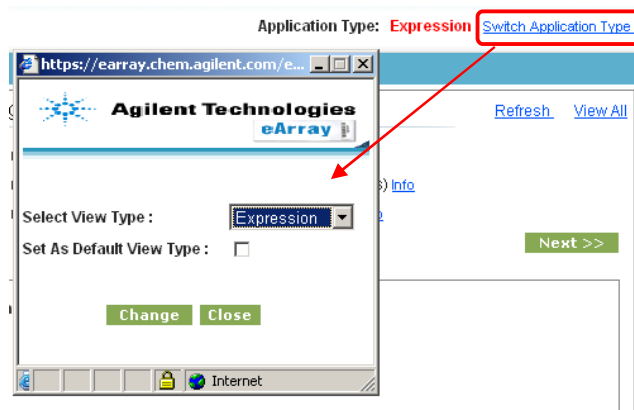 Application Type: Expression Switch Application Type
https://earray.chem.agilent.com/e...
Agilent Technologies
eArray
Refresh View All
Info
Select View Type : Expression
Set As Default View Type :
Next >>
Change Close
Internet